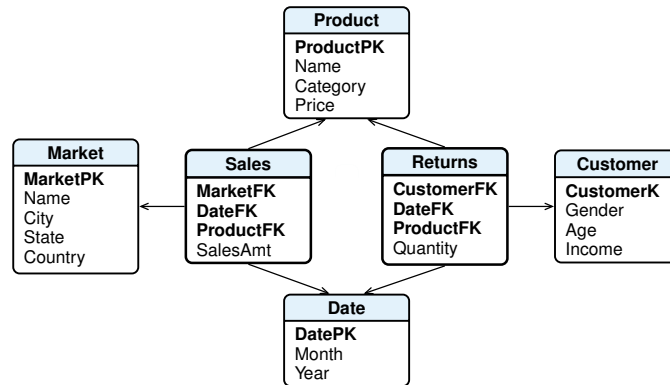 Product
ProductPK
Name
Category
Price
Market
MarketPK
Name
City
State
Country
Sales
MarketFK
DateFK
ProductFK
SalesAmt
Returns
CustomerFK
DateFK
ProductFK
Quantity
Customer
CustomerK
Gender
Age
Income
Date
DatePK
Month
Year